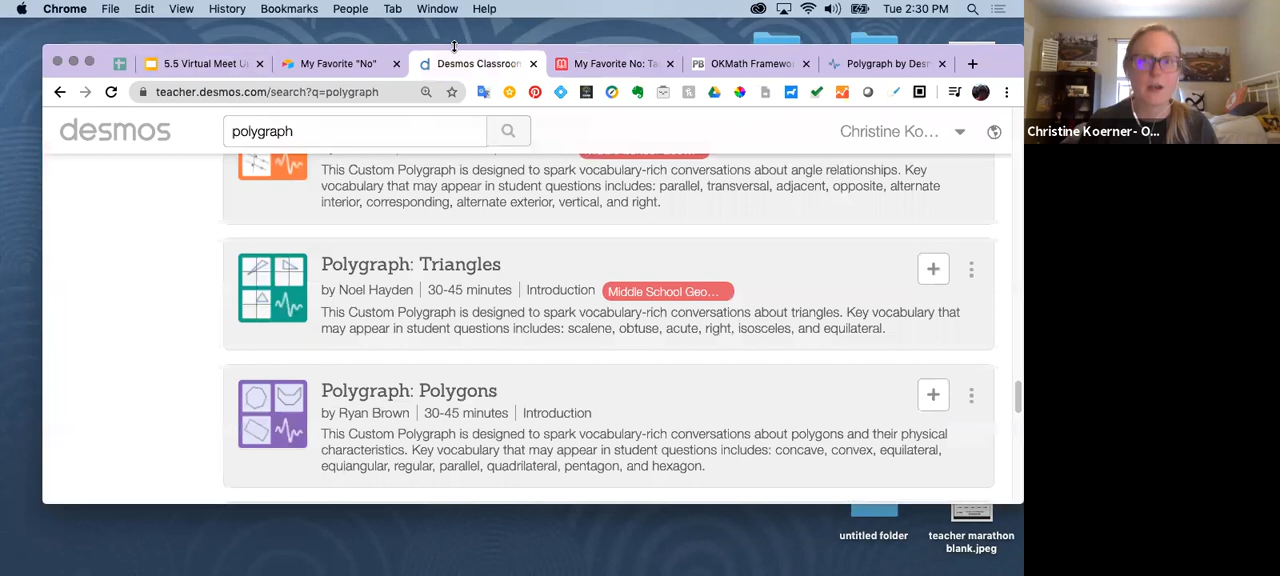 Chrome File Edit View History Bookmarks People Tab Window Help Tue 2:30 PM
5.5 Virtual Meet U My Favorite "No" Desmos Classroom My Favorite No: Ta OKMath Framewo Polygraph by Desm
teacher.desmos.com/search?q=polygraph
desmos polygraph Christine Ko...
Christine Koerner- O...
This Custom Polygraph is designed to spark vocabulary-rich conversations about angle relationships. Key
vocabulary that may appear in student questions includes: parallel, transversal, adjacent, opposite, alternate
interior, corresponding, alternate exterior, vertical, and right.
Polygraph: Triangles
by Noel Hayden | 30-45 minutes | Introduction Middle School Geo...
This Custom Polygraph is designed to spark vocabulary-rich conversations about triangles. Key vocabulary that
may appear in student questions includes: scalene, obtuse, acute, right, isosceles, and equilateral.
Polygraph: Polygons
by Ryan Brown | 30-45 minutes | Introduction
This Custom Polygraph is designed to spark vocabulary-rich conversations about polygons and their physical
characteristics. Key vocabulary that may appear in student questions includes: concave, convex, equilateral,
equiangular, regular, parallel, quadrilateral, pentagon, and hexagon.
untitled folder
teacher marathon
blank.jpeg